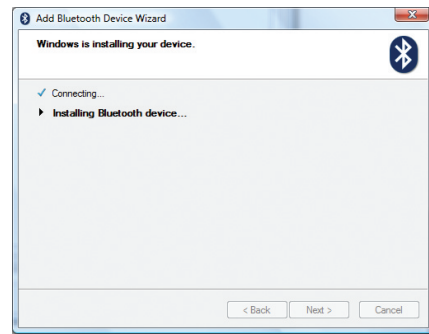 Add Bluetooth Device Wizard
Windows is installing your device.
Connecting...
Installing Bluetooth device...
< Back Next > Cancel